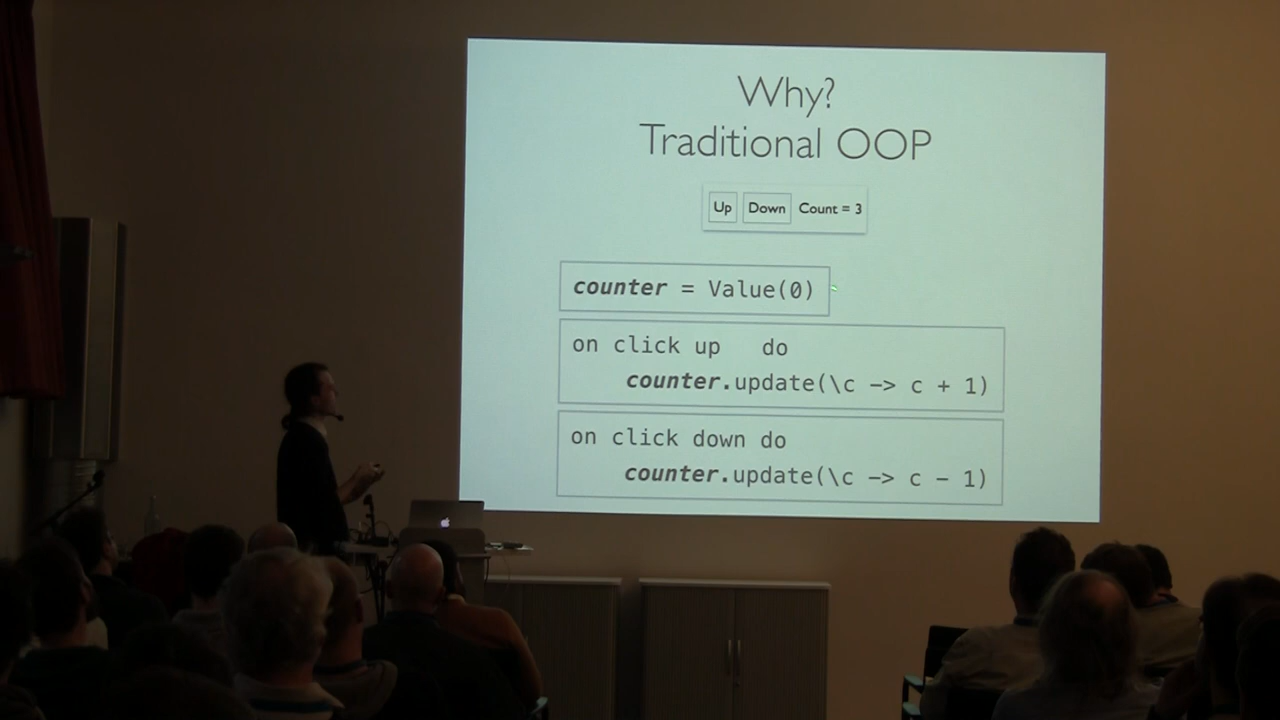 Why?
Traditional OOP
Up Down Count = 3
counter = Value(0)
on click up do
counter.update(\c -> c + 1)
on click down do
counter.update(\c -> c - 1)